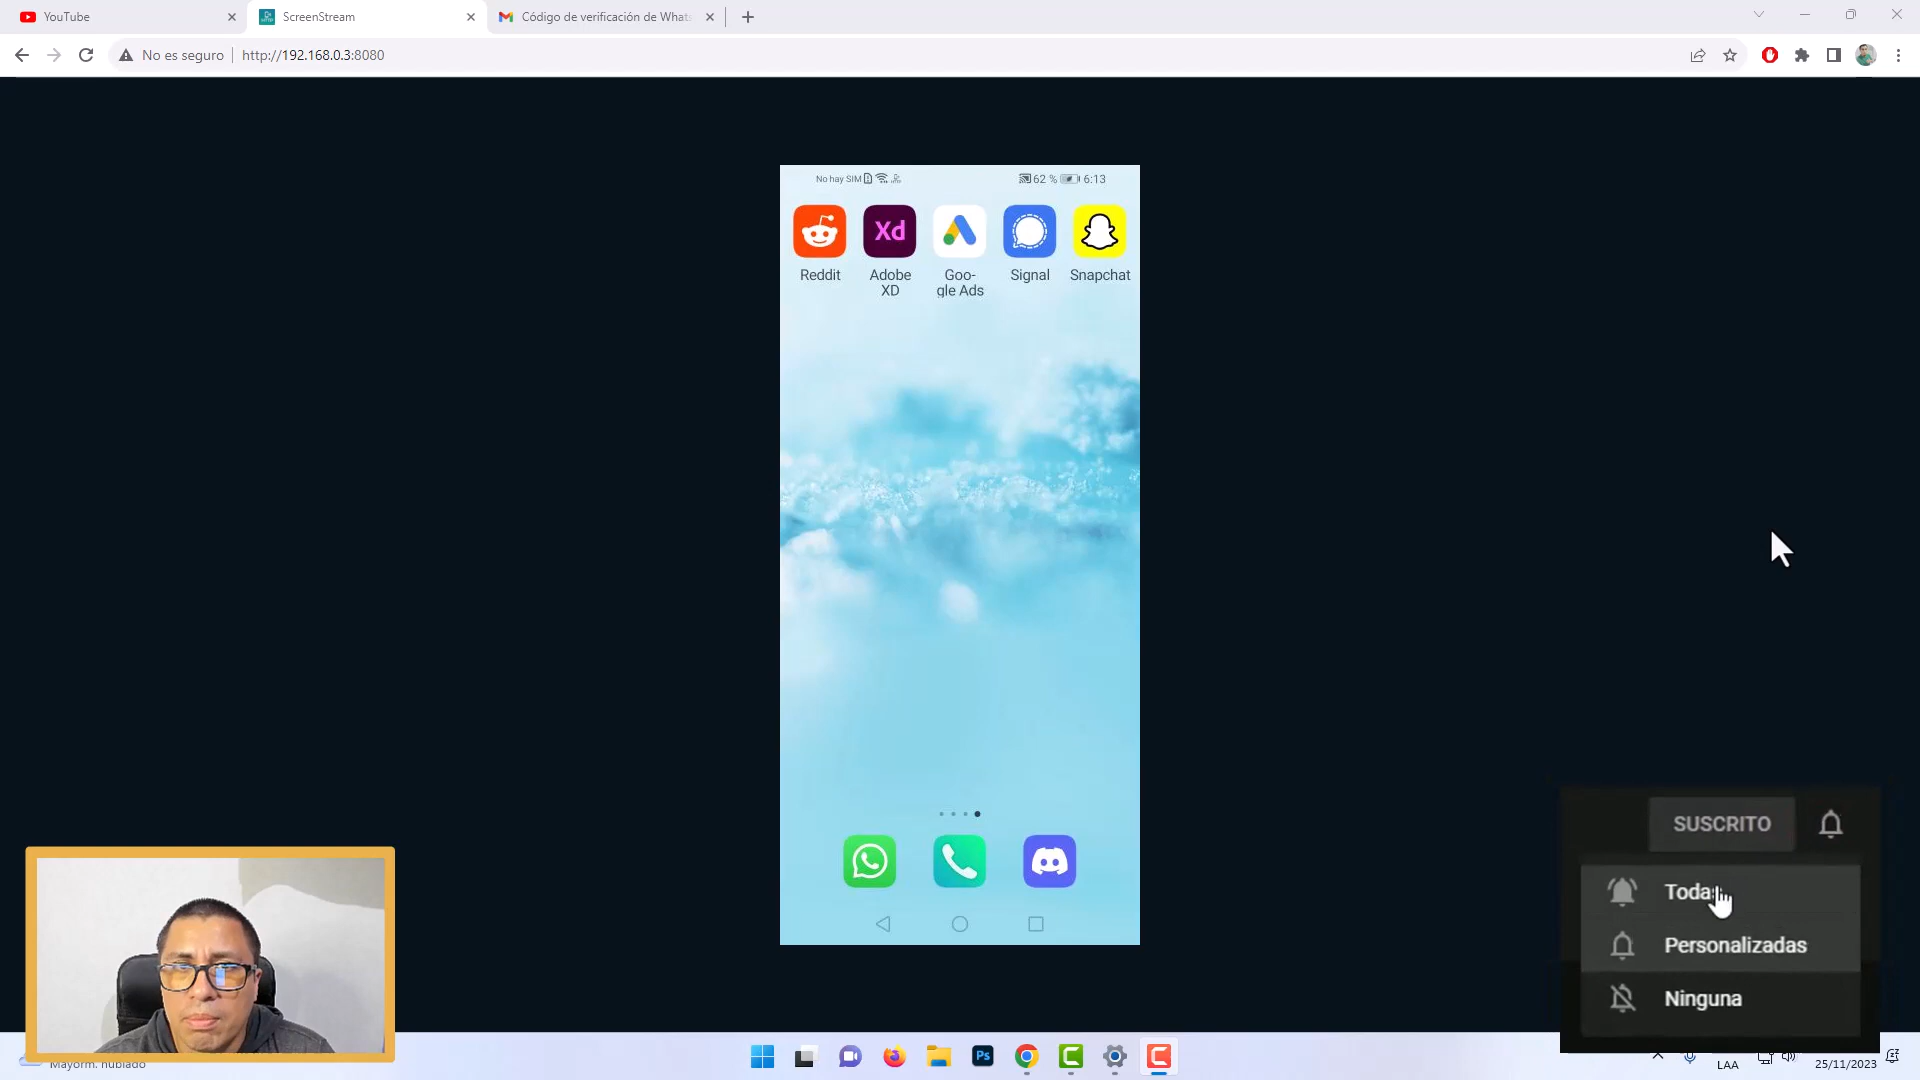 YouTube
ScreenStream
Código de verificación de What
No es seguro
http://192.168.0.3:8080
No hay SIM
62 %
6:13
Xd
Reddit
Adobe
XD
Goo-
gle Ads
Signal
Snapchat
SUSCRITO
Personalizadas
Ninguna
Mayorm. nublado
Ps
LAA
25/11/2023